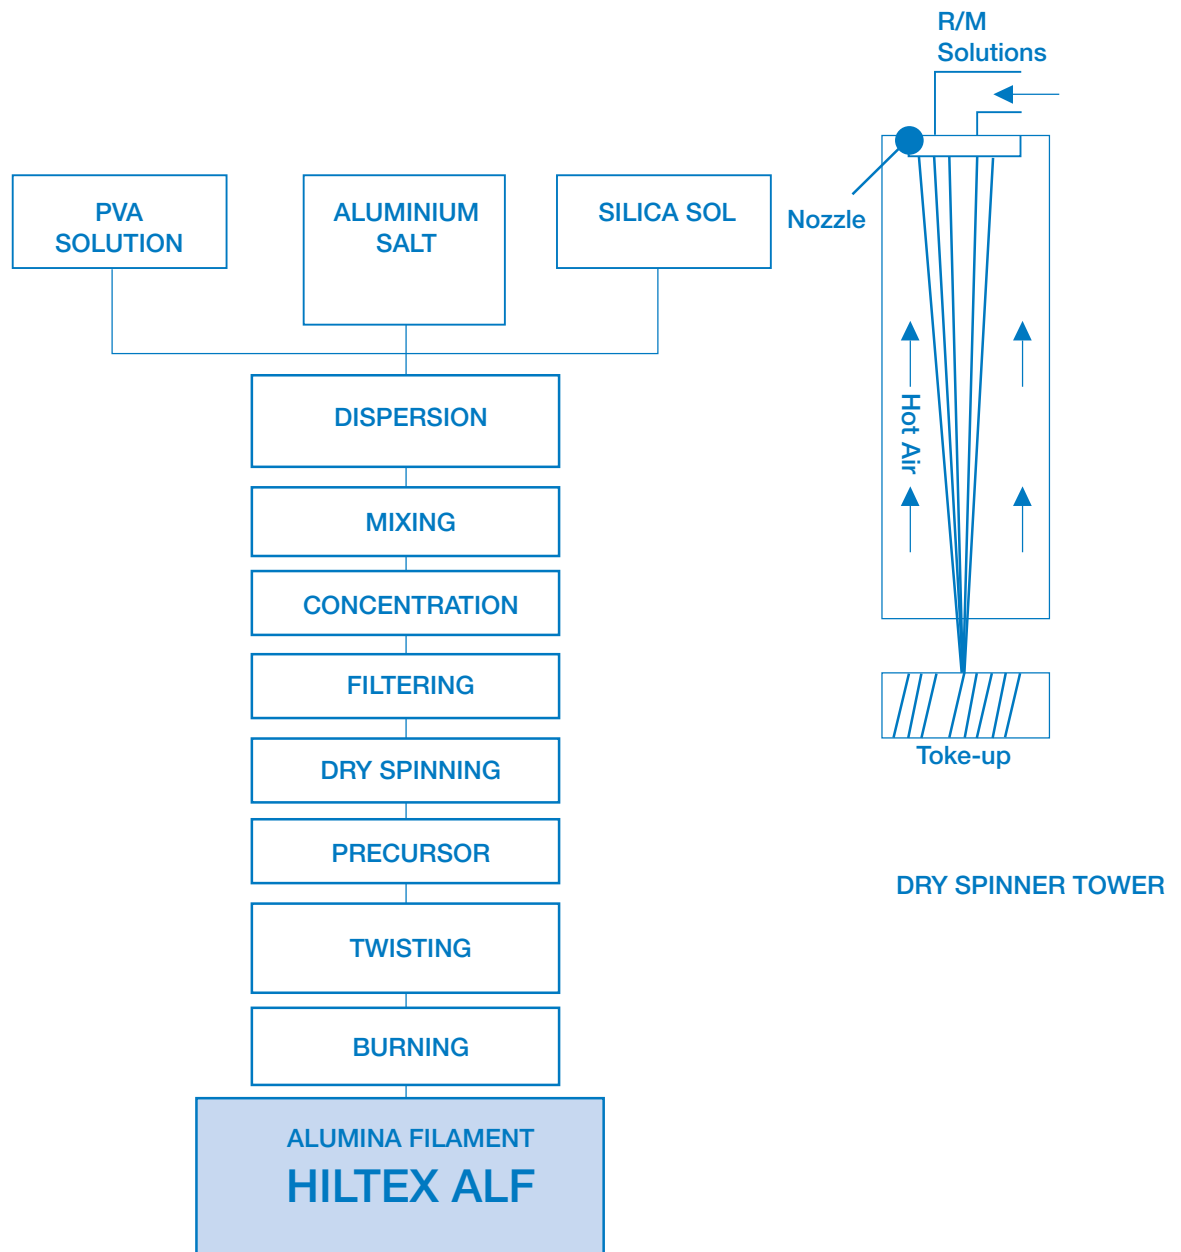 PVA
SOLUTION
ALUMINIUM
SALT
SILICA SOL
DISPERSION
MIXING
CONCENTRATION
FILTERING
DRY SPINNING
PRECURSOR
TWISTING
BURNING
ALUMINA FILAMENT
HILTEX ALF
R/M
Solutions
Nozzle
Hot Air
Toke-up
DRY SPINNER TOWER